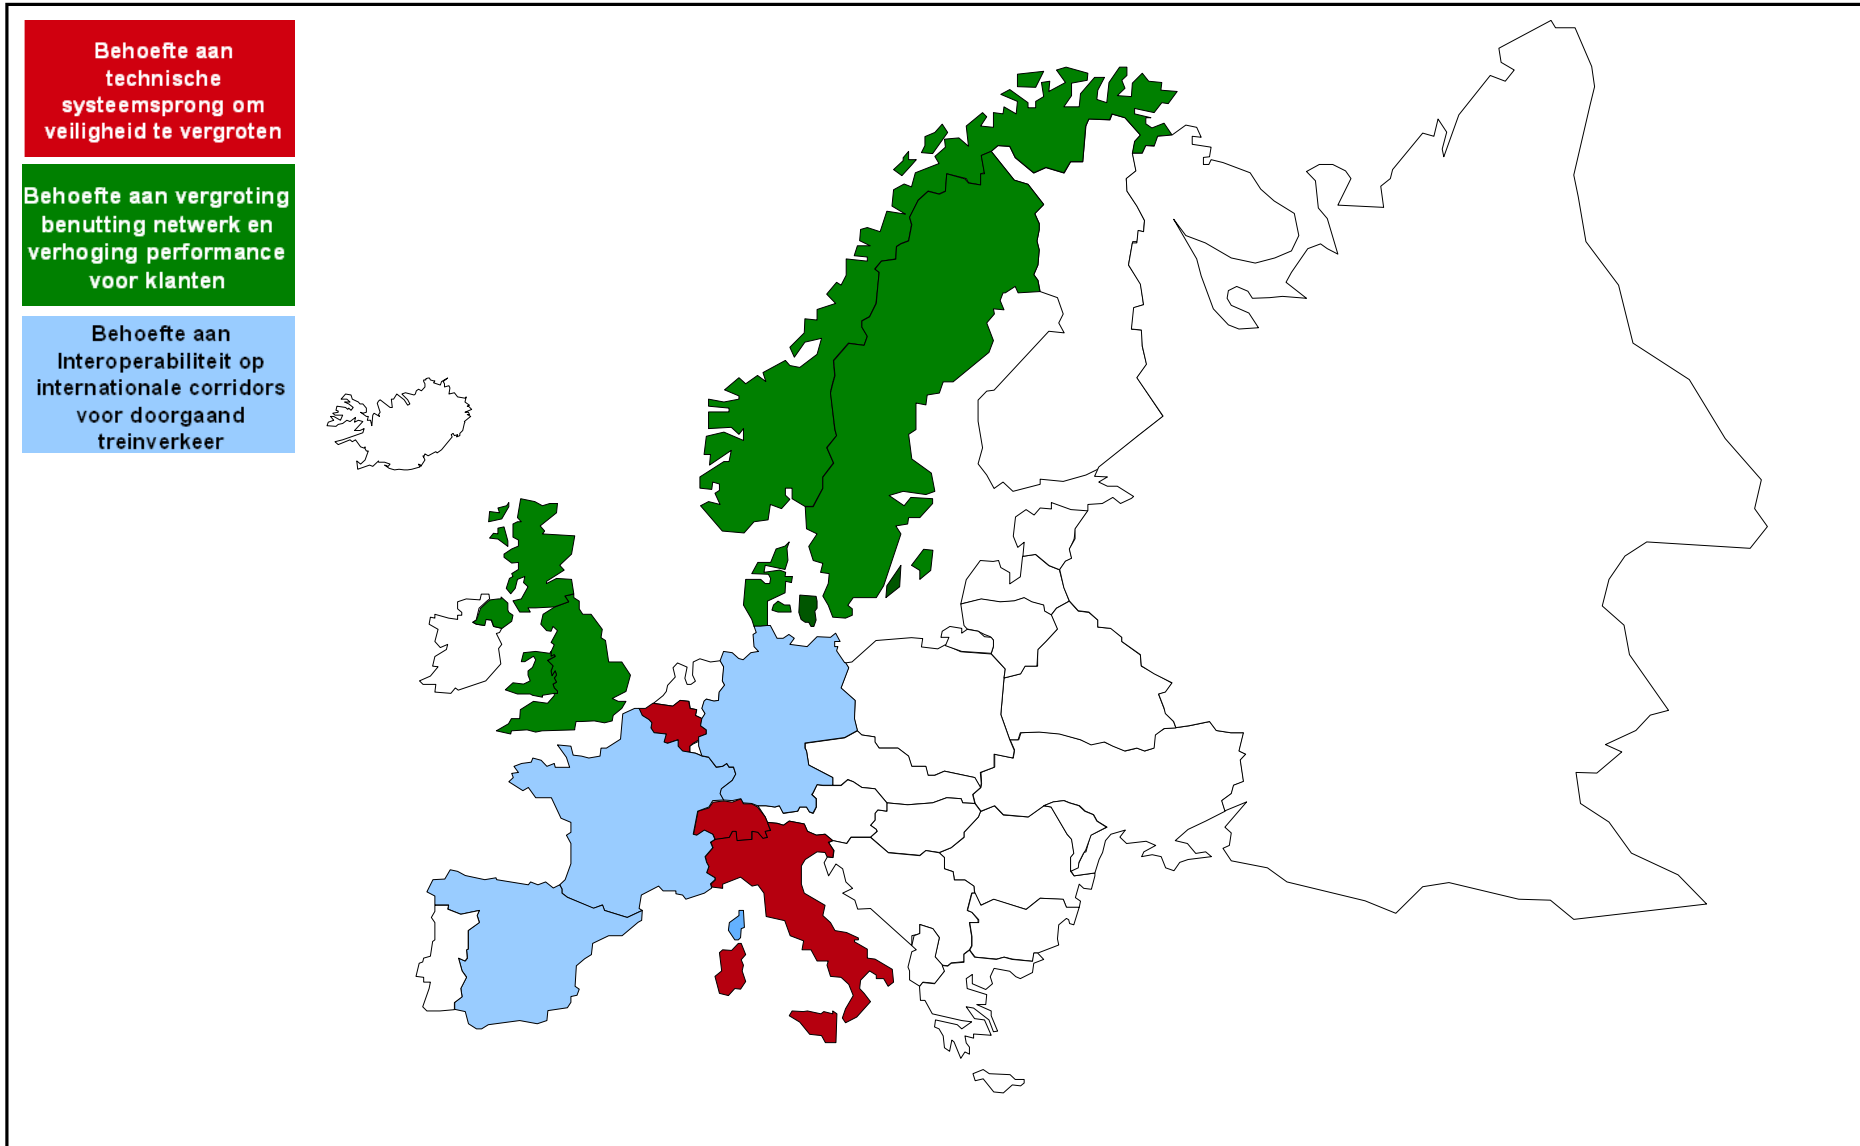 Behoefte aan
technische
systeemsprong om
veiligheid te vergroten
Behoefte aan vergroting
benutting netwerk en
verhoging performance
voor klanten
Behoefte aan
Interoperabiliteit op
internationale corridors
voor doorgaand
treinverkeer